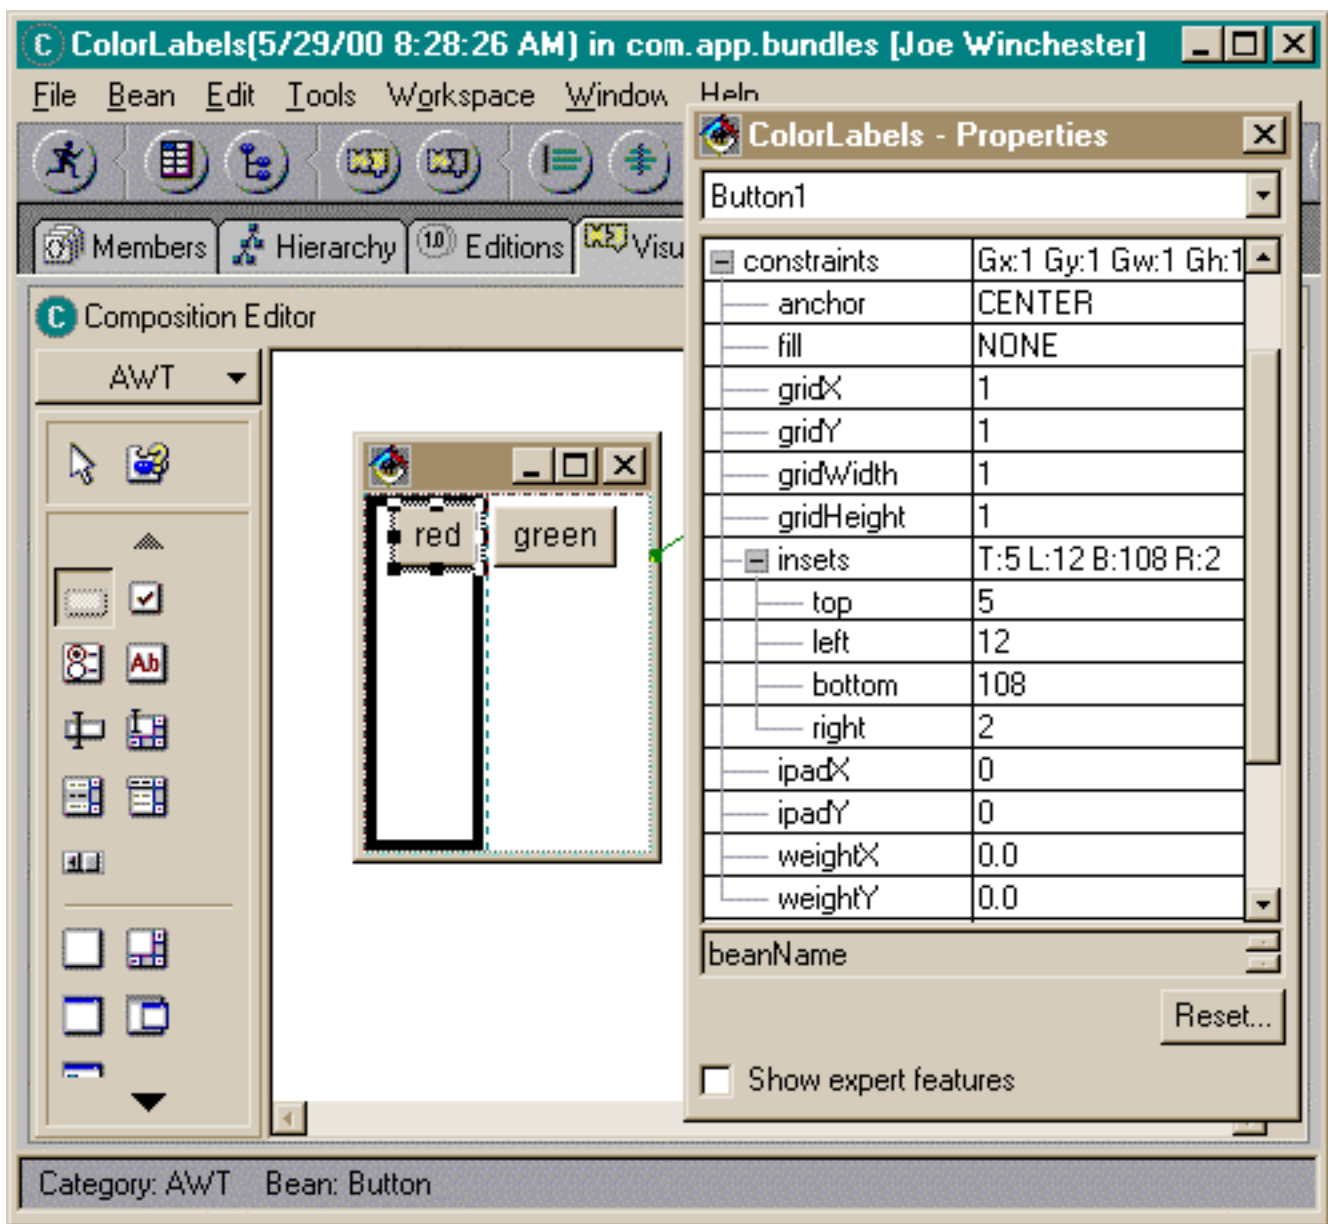 ColorLabels(5/29/00 8:28:26 AM) in com.app.bundles [Joe Winchester]
File Bean Edit Tools Workspace Window Help
ColorLabels - Properties
Button1
Members Hierarchy 1.0 Editions Visu
Composition Editor
AWT
constraints Gx:1 Gy:1 Gw:1 Gh:1
anchor CENTER
fill NONE
gridX 1
gridY 1
gridWidth 1
gridHeight 1
insets T:5 L:12 B:108 R:2
top 5
left 12
bottom 108
right 2
ipadX 0
ipadY 0
weightX 0.0
weightY 0.0
red green
Ab
beanName
Reset...
Show expert features
Category: AWT Bean: Button